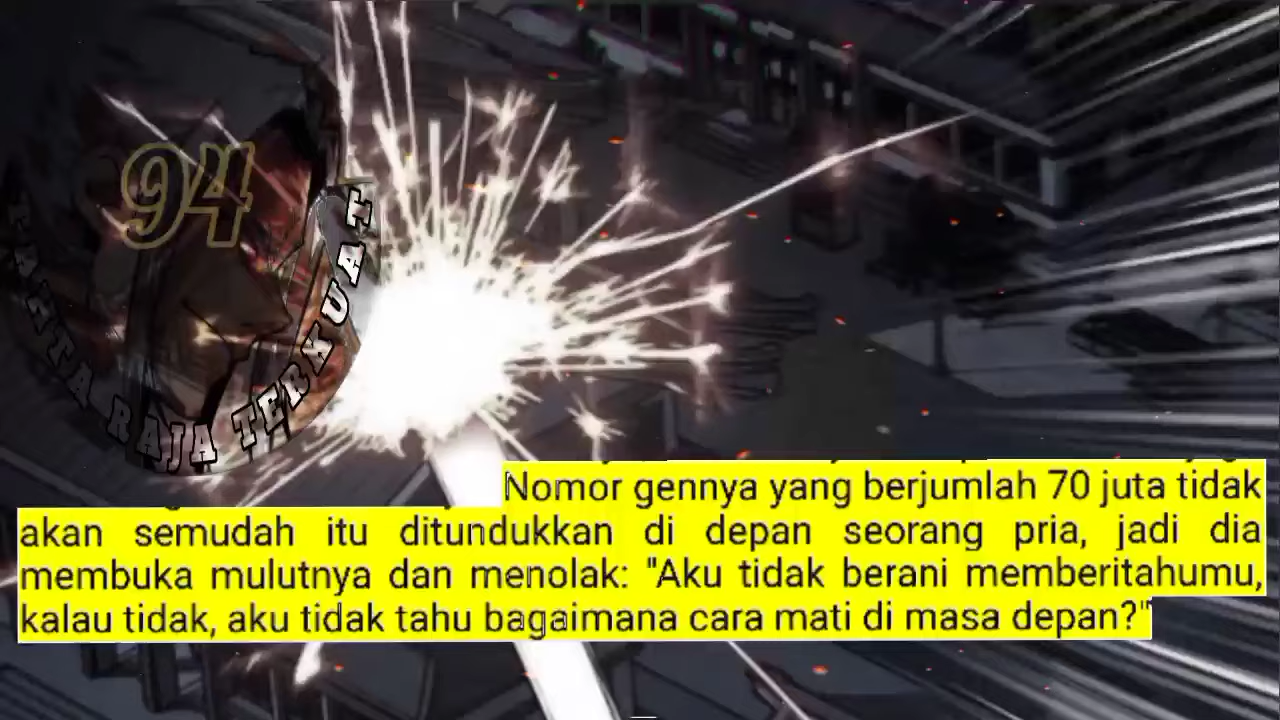 94
TAHTA RAJA TERKUAT
Nomor gennya yang berjumlah 70 juta tidak
akan semudah itu ditundukkan di depan seorang pria, jadi dia
membuka mulutnya dan menolak: "Aku tidak berani memberitahumu,
kalau tidak, aku tidak tahu bagaimana cara mati di masa depan?"